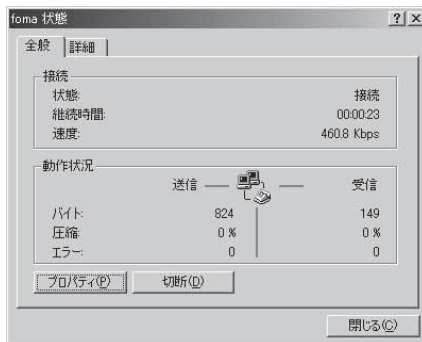 foma 状態
全般 詳細
接続
状態: 接続
継続時間: 00:00:23
速度: 460.8 Kbps
動作状況
送信 受信
バイト: 824 149
圧縮: 0 % 0 %
エラー: 0 0
プロパティ(P) 切断(D)
閉じる(C)